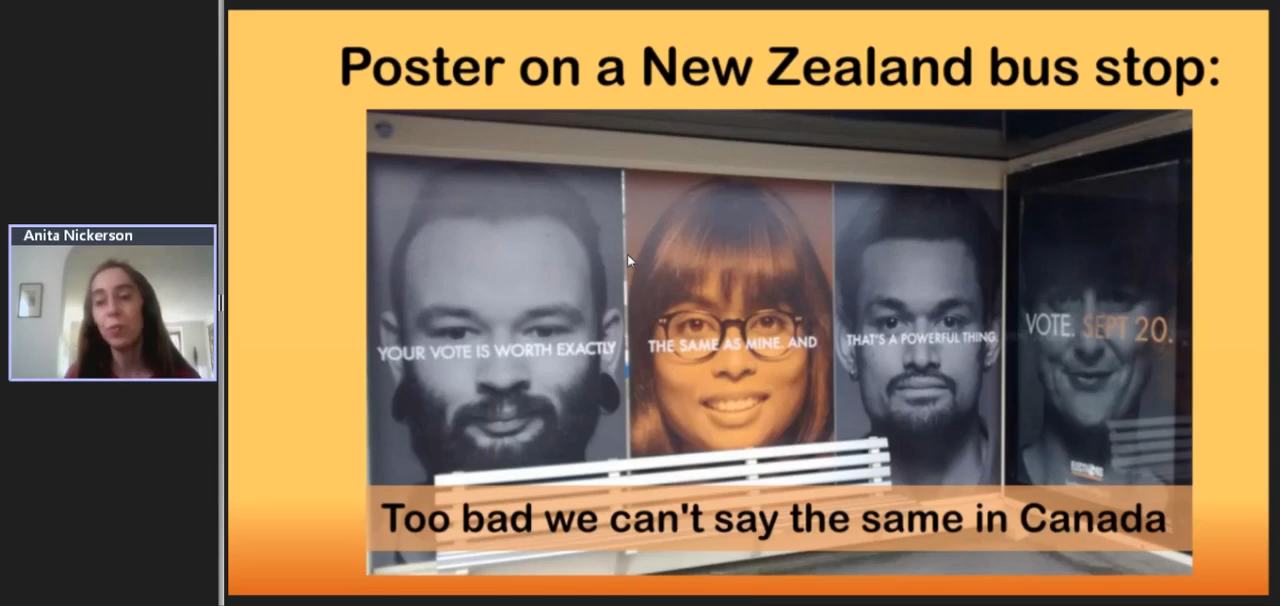 Anita Nickerson
Poster on a New Zealand bus stop:
YOUR VOTE IS WORTH EXACTLY
THE SAME AS MINE. AND
THAT'S A POWERFUL THING.
VOTE. SEPT 20.
Too bad we can't say the same in Canada